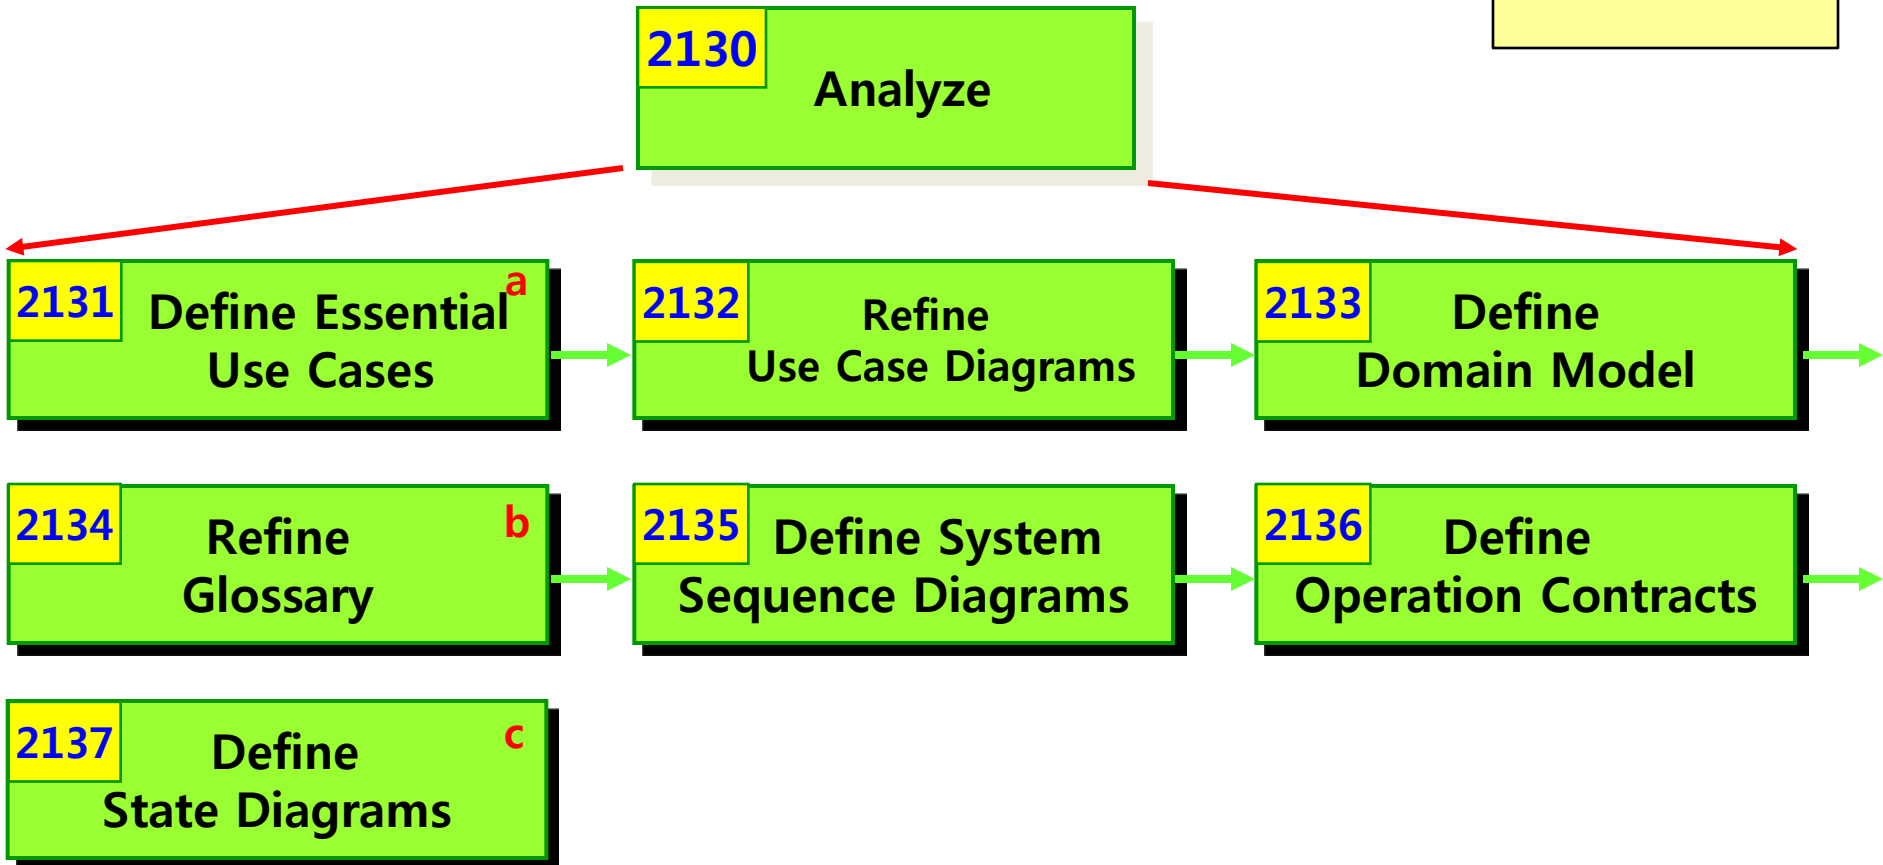 2130
Analyze
2131
Define Essential
a
Use Cases
2132
Refine
Use Case Diagrams
2133
Define
Domain Model
2134
Refine
b
Glossary
2135
Define System
Sequence Diagrams
2136
Define
Operation Contracts
2137
Define
c
State Diagrams